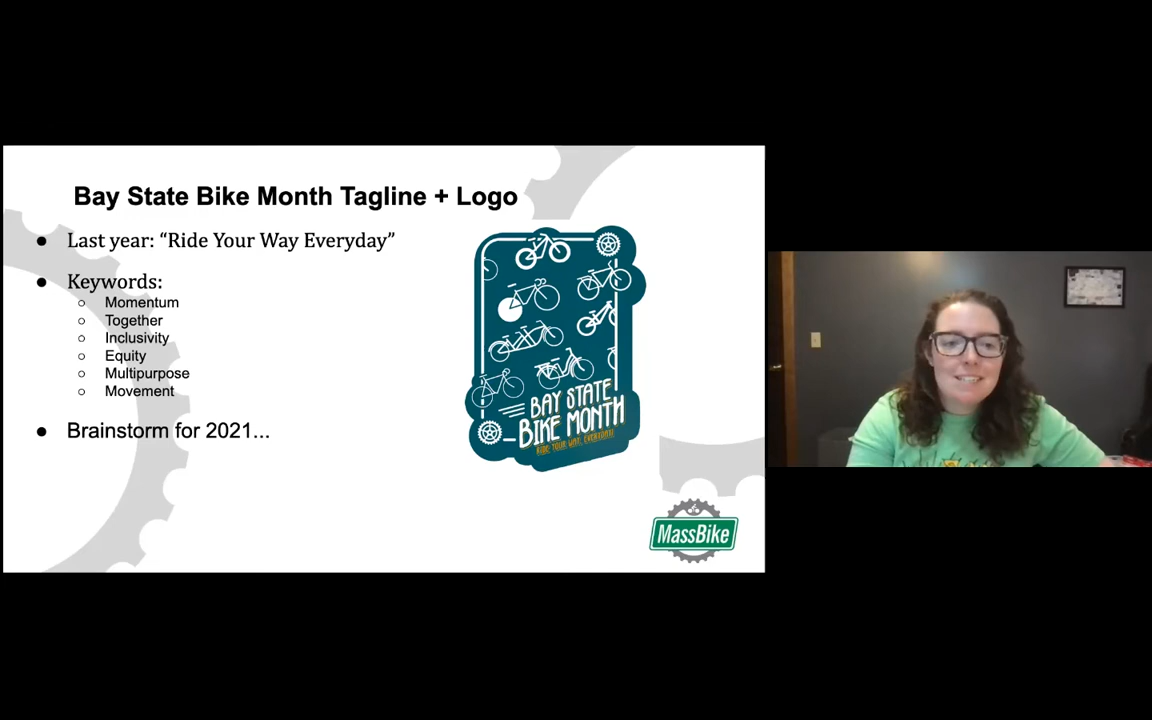 Bay State Bike Month Tagline + Logo
● Last year: “Ride Your Way Everyday”
● Keywords:
○ Momentum
○ Together
○ Inclusivity
○ Equity
○ Multipurpose
○ Movement
● Brainstorm for 2021...
BAY STATE
BIKE MONTH
RIDE YOUR WAY EVERYDAY!
MassBike